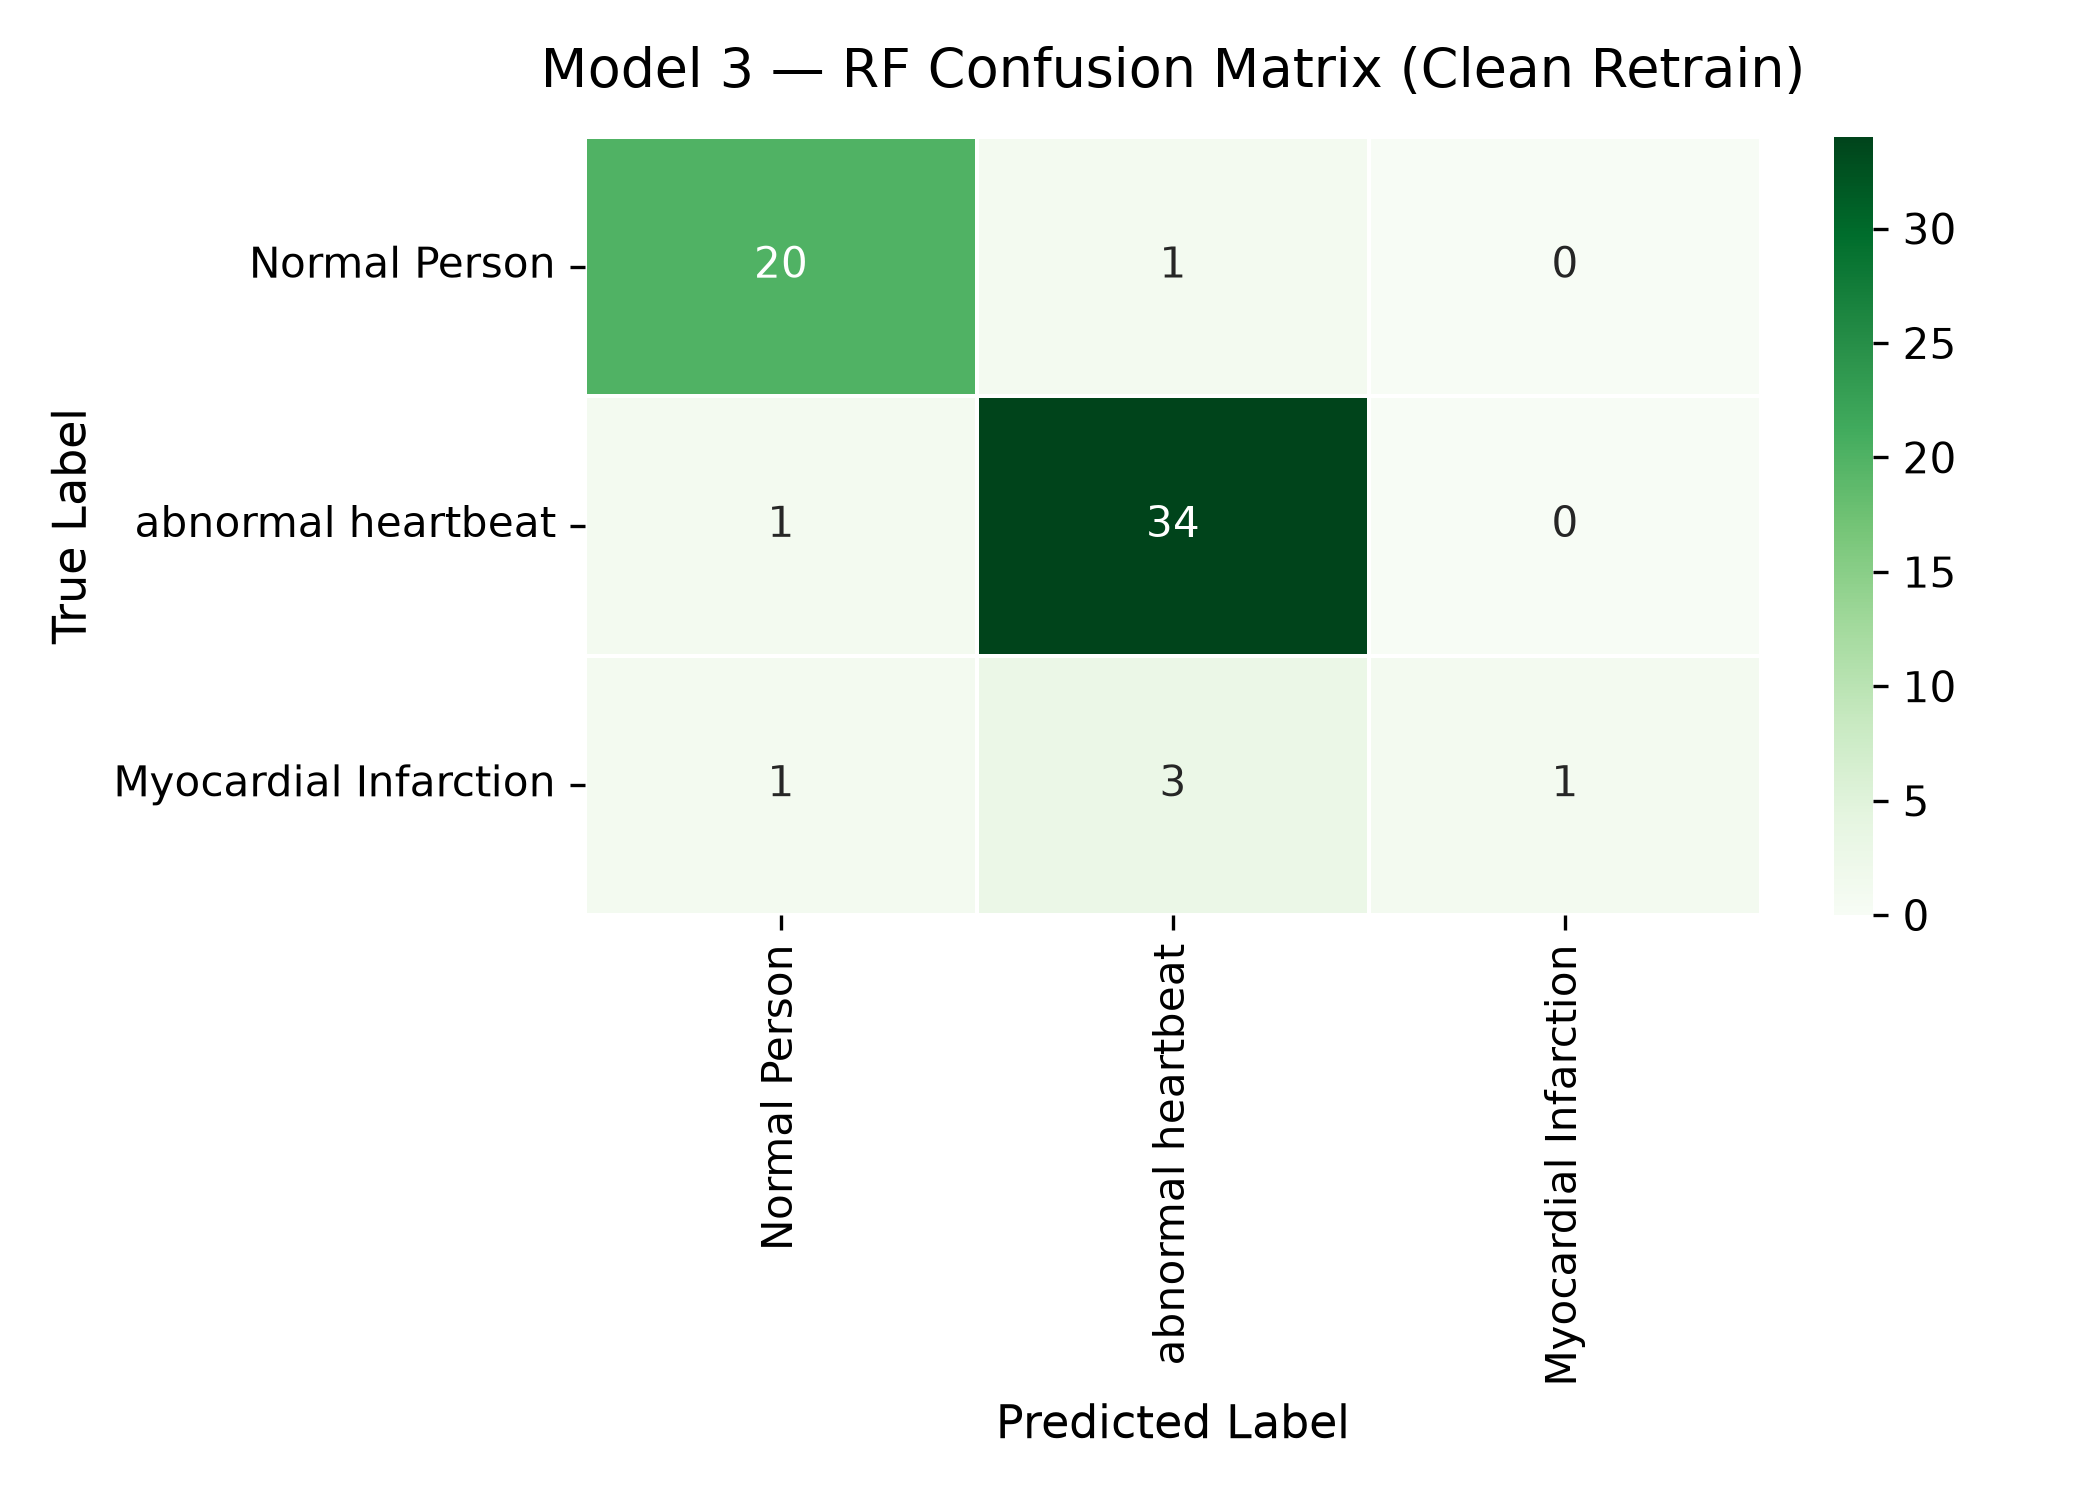 Model 3 — RF Confusion Matrix (Clean Retrain)
True Label
Normal Person
20
1
0
abnormal heartbeat
1
34
0
Myocardial Infarction
1
3
1
Normal Person
abnormal heartbeat
Myocardial Infarction
Predicted Label
30
25
20
15
10
5
0